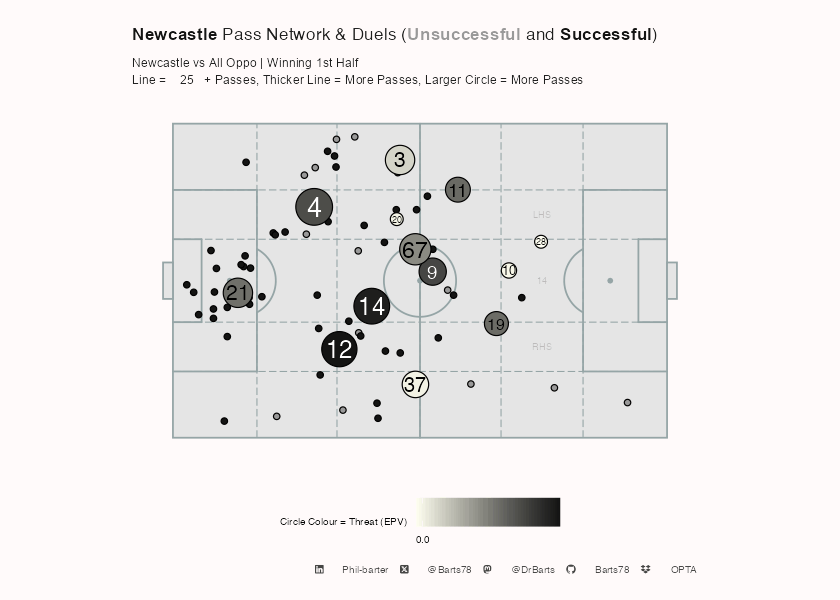 Newcastle Pass Network & Duels (Unsuccessful and Successful)
Newcastle vs All Oppo | Winning 1st Half
Line = 25 + Passes, Thicker Line = More Passes, Larger Circle = More Passes
3
11
4
LHS
20
28
67
9
10
14
21
14
19
12
RHS
37
Circle Colour = Threat (EPV)
0.0
Phil-barter @Barts78 @DrBarts Barts78 OPTA